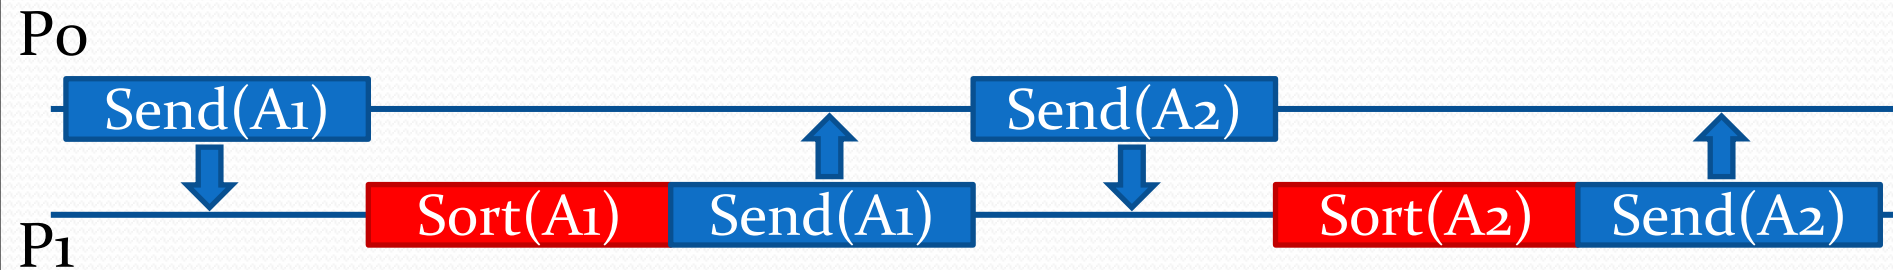 P0
Send(A1)
Send(A2)
Sort(A1)
Send(A1)
Sort(A2)
Send(A2)
P1